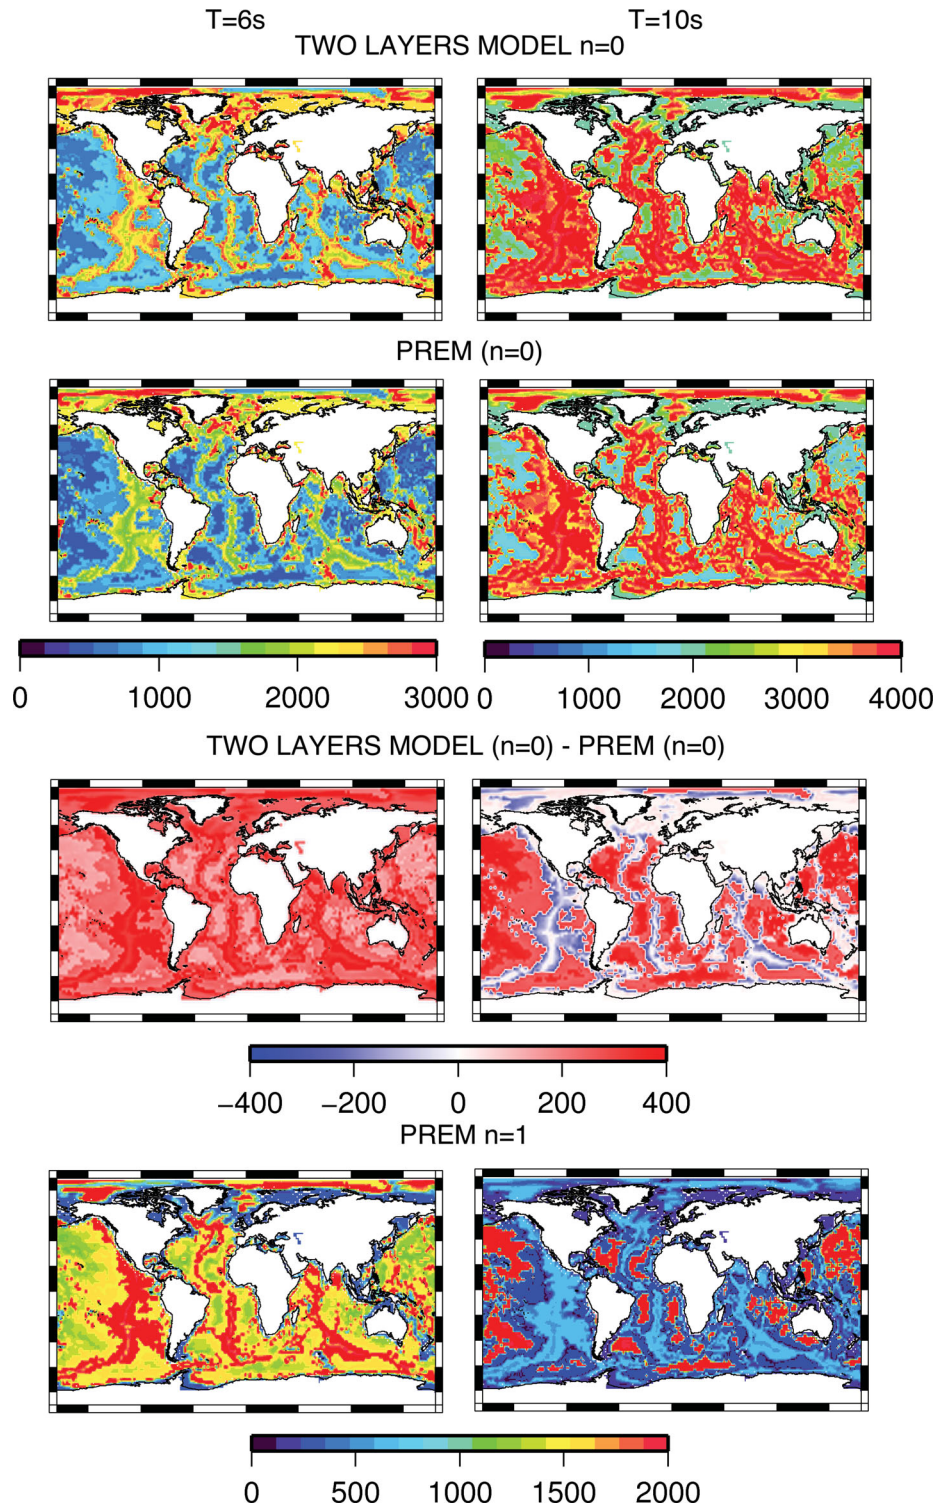 T=6s T=10s
TWO LAYERS MODEL n=0
PREM (n=0)
0 1000 2000 3000 0 1000 2000 3000 4000
TWO LAYERS MODEL (n=0) - PREM (n=0)
−400 −200 0 200 400
PREM n=1
0 500 1000 1500 2000